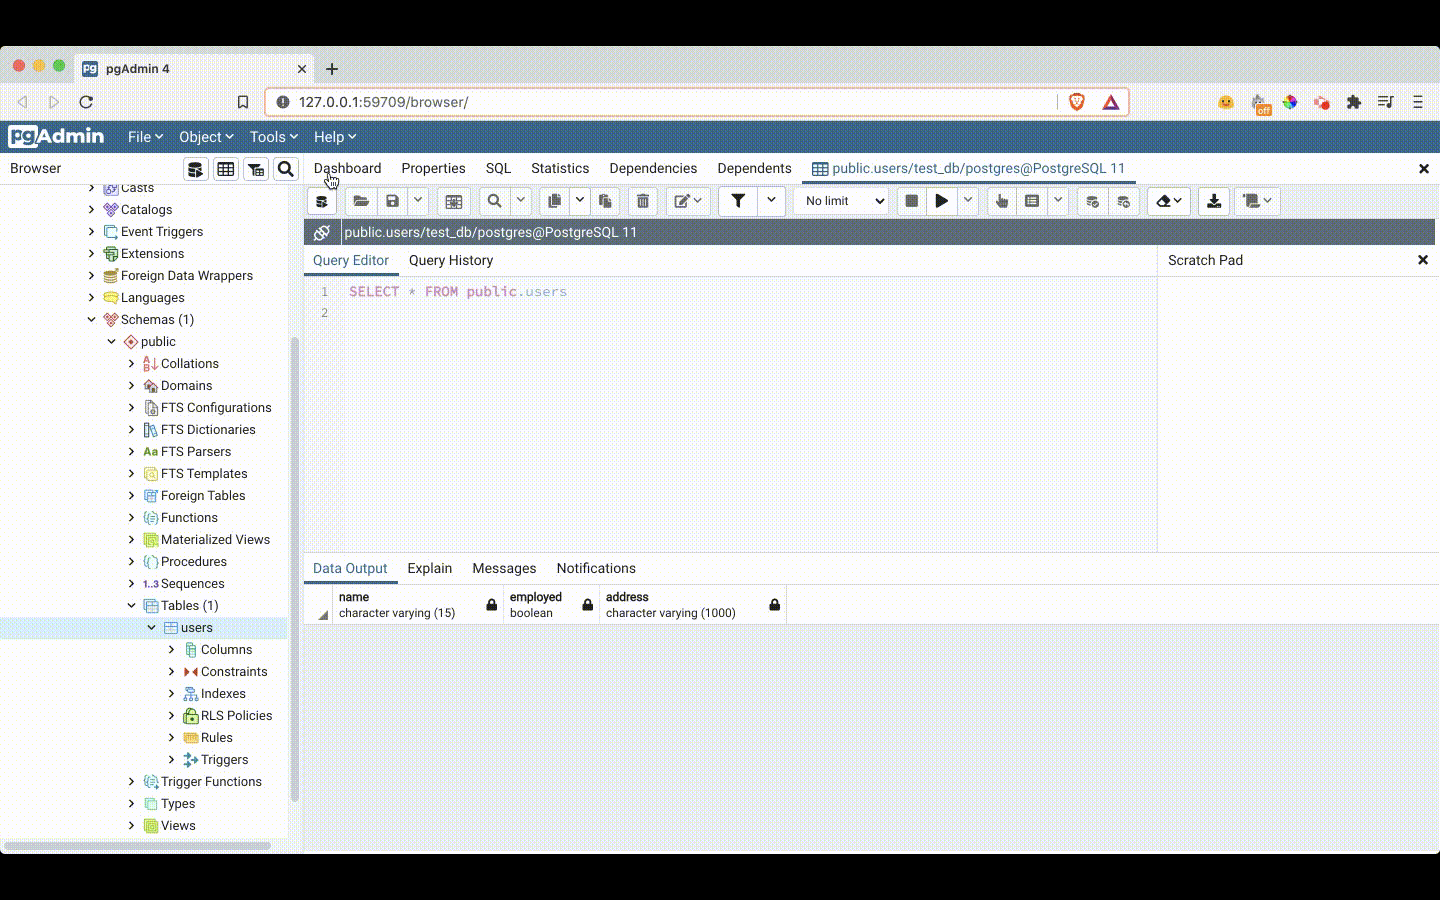 pgAdmin 4
127.0.0.1:59709/browser/
off
pgAdmin File Object Tools Help
Browser
Dashboard Properties SQL Statistics Dependencies Dependents public.users/test_db/postgres@PostgreSQL 11
No limit
public.users/test_db/postgres@PostgreSQL 11
Query Editor Query History
Scratch Pad
1 SELECT * FROM public.users
2
Casts
Catalogs
Event Triggers
Extensions
Foreign Data Wrappers
Languages
Schemas (1)
public
Collations
Domains
FTS Configurations
FTS Dictionaries
Aa FTS Parsers
FTS Templates
Foreign Tables
Functions
Materialized Views
Procedures
1..3 Sequences
Tables (1)
users
Columns
Constraints
Indexes
RLS Policies
Rules
Triggers
Trigger Functions
Types
Views
Data Output Explain Messages Notifications
name employed address
character varying (15) boolean character varying (1000)